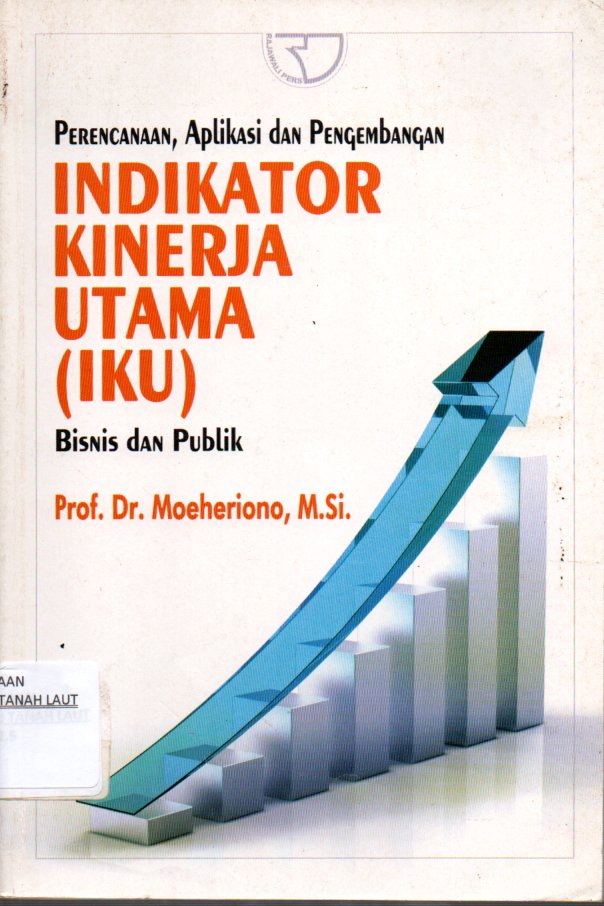 RAJAWALI PERS
Perencanaan, Aplikasi dan Pengembangan
INDIKATOR
KINERJA
UTAMA
(IKU)
Bisnis dan Publik
Prof. Dr. Moeheriono, M.Si.
AAN
TANAH LAUT
TANAH LAUT